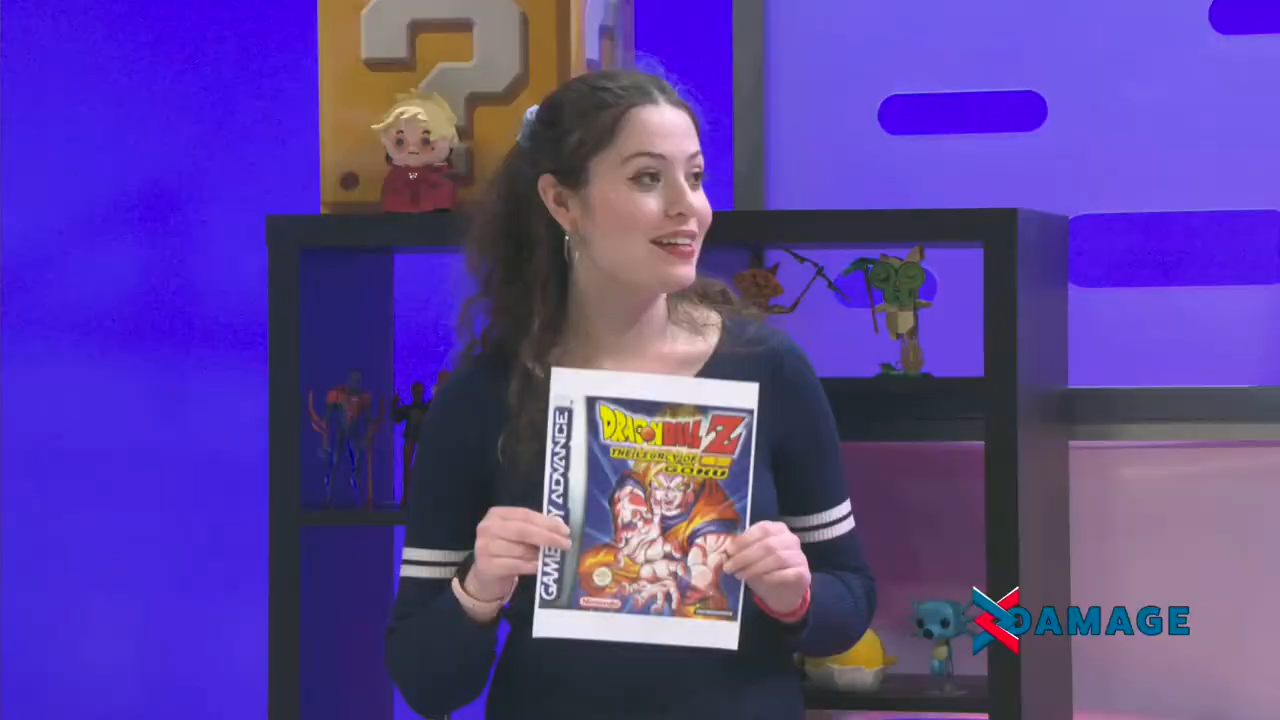 ?
GAME BOY ADVANCE
DRAGON BALL Z
THE LEGACY OF
GOKU
Nintendo
DAMAGE